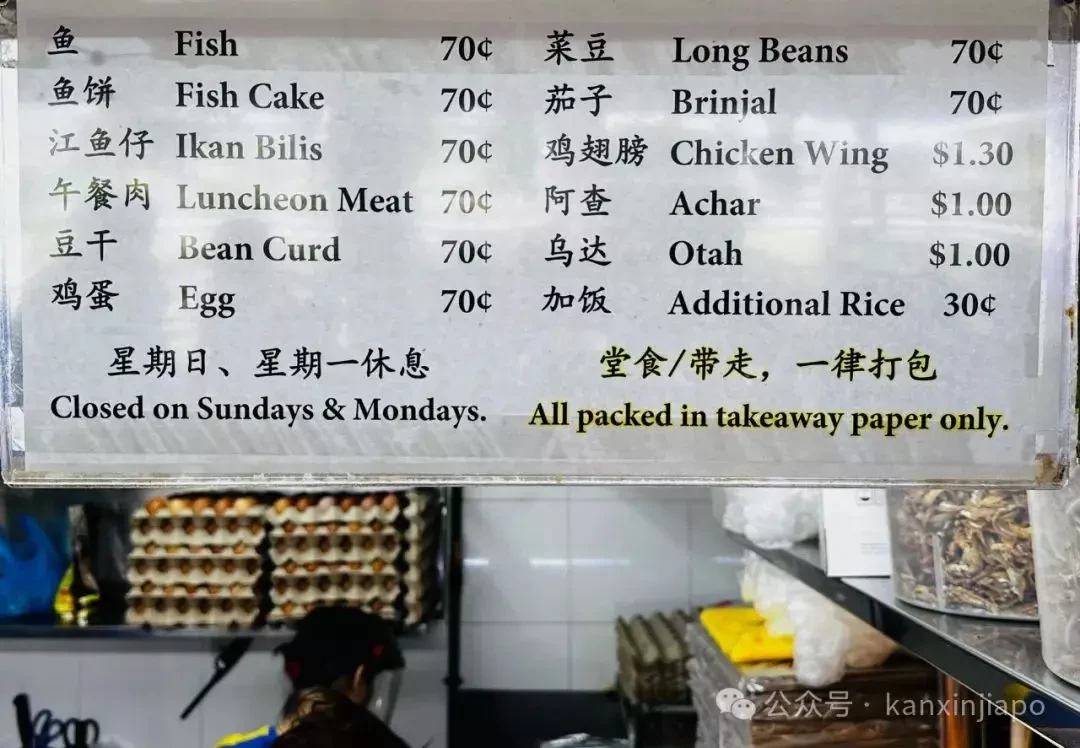 鱼 Fish 70¢
鱼饼 Fish Cake 70¢
江鱼仔 Ikan Bilis 70¢
午餐肉 Luncheon Meat 70¢
豆干 Bean Curd 70¢
鸡蛋 Egg 70¢
星期日、星期一休息
Closed on Sundays & Mondays.
菜豆 Long Beans 70¢
茄子 Brinjal 70¢
鸡翅膀 Chicken Wing $1.30
阿查 Achar $1.00
乌达 Otah $1.00
加饭 Additional Rice 30¢
堂食/带走，一律打包
All packed in takeaway paper only.
公众号 · kanxinjiapo